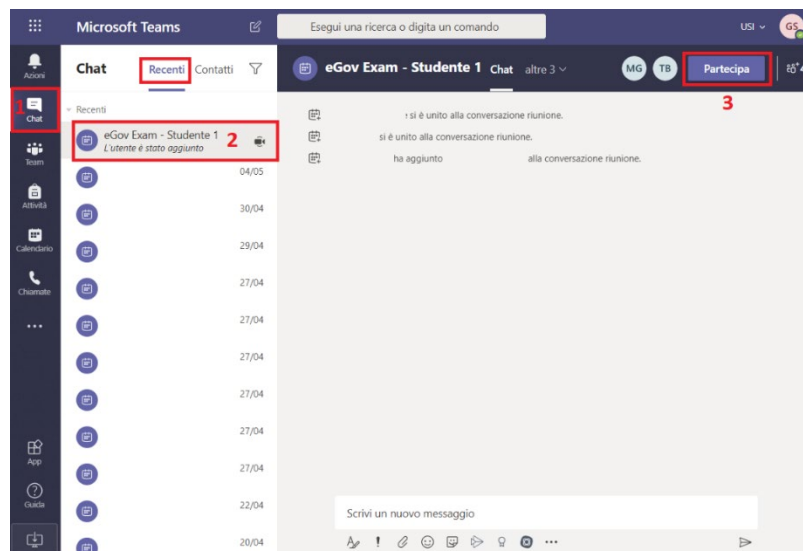 Microsoft Teams
Esegui una ricerca o digita un comando
USI
GS
Azioni
1
Chat
Team
Attività
Calendario
Chiamate
App
Guida
Chat
Recenti
Contatti
Recenti
eGov Exam - Studente 1
L'utente è stato aggiunto
2
04/05
30/04
29/04
27/04
27/04
27/04
27/04
27/04
27/04
22/04
20/04
eGov Exam - Studente 1
Chat
altre 3
MG
TB
Partecipa
3
si è unito alla conversazione riunione.
si è unito alla conversazione riunione.
ha aggiunto alla conversazione riunione.
Scrivi un nuovo messaggio